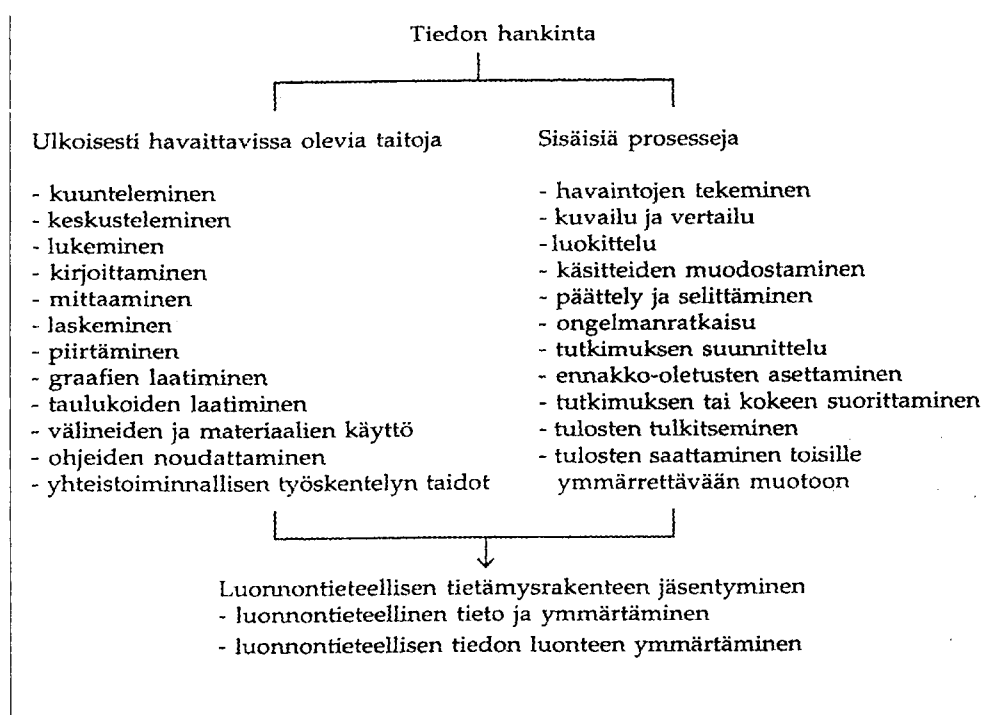 Tiedon hankinta
Ulkoisesti havaittavissa olevia taitoja
- kuunteleminen
- keskusteleminen
- lukeminen
- kirjoittaminen
- mittaaminen
- laskeminen
- piirtäminen
- graafien laatiminen
- taulukoiden laatiminen
- välineiden ja materiaalien käyttö
- ohjeiden noudattaminen
- yhteistoiminnallisen työskentelyn taidot
Sisäisiä prosesseja
- havaintojen tekeminen
- kuvailu ja vertailu
-luokittelu
- käsitteiden muodostaminen
- päättely ja selittäminen
- ongelmanratkaisu
- tutkimuksen suunnittelu
- ennakko-oletusten asettaminen
- tutkimuksen tai kokeen suorittaminen
- tulosten tulkitseminen
- tulosten saattaminen toisille
ymmärrettävään muotoon
Luonnontieteellisen tietämysrakenteen jäsentyminen
- luonnontieteellinen tieto ja ymmärtäminen
- luonnontieteellisen tiedon luonteen ymmärtäminen